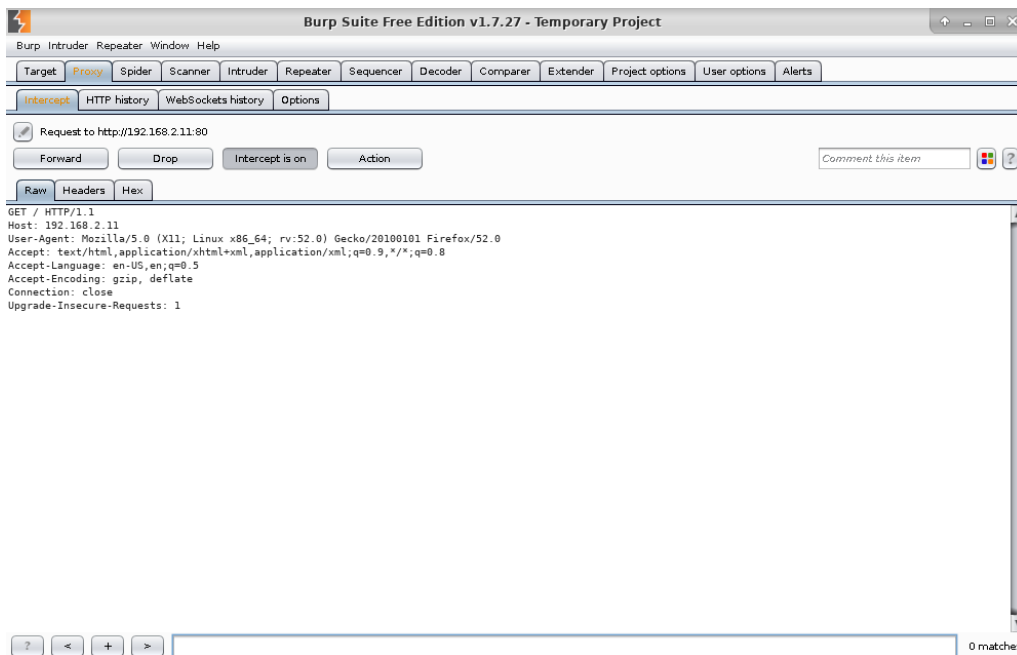 Burp Suite Free Edition v1.7.27 - Temporary Project
Burp Intruder Repeater Window Help
Target Proxy Spider Scanner Intruder Repeater Sequencer Decoder Comparer Extender Project options User options Alerts
Intercept HTTP history WebSockets history Options
Request to http://192.168.2.11:80
Forward Drop Intercept is on Action Comment this item ?
Raw Headers Hex
GET / HTTP/1.1
Host: 192.168.2.11
User-Agent: Mozilla/5.0 (X11; Linux x86_64; rv:52.0) Gecko/20100101 Firefox/52.0
Accept: text/html,application/xhtml+xml,application/xml;q=0.9,*/*;q=0.8
Accept-Language: en-US,en;q=0.5
Accept-Encoding: gzip, deflate
Connection: close
Upgrade-Insecure-Requests: 1
? < + > 0 matche